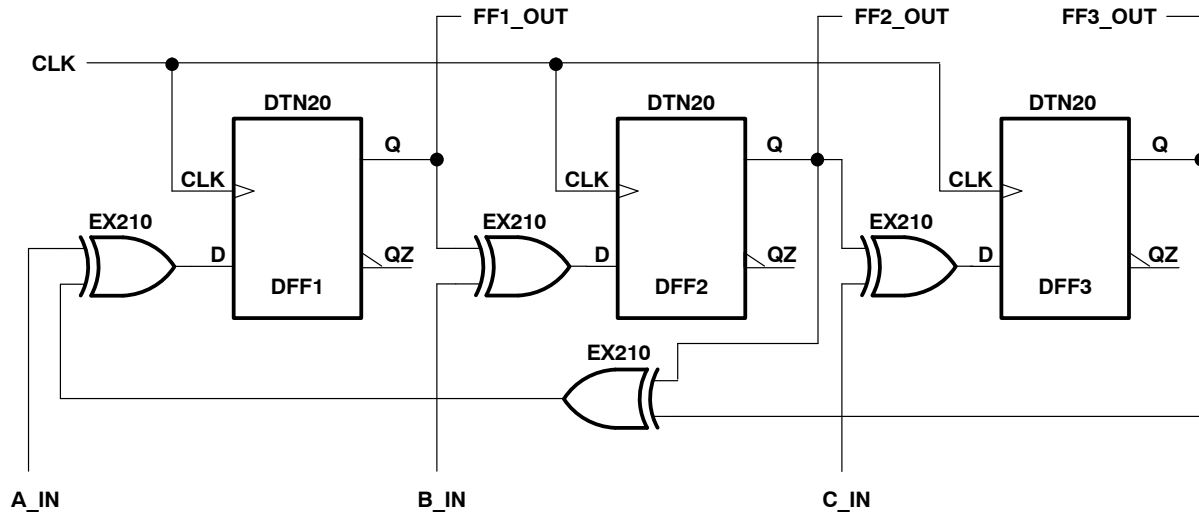 FF1_OUT FF2_OUT FF3_OUT
CLK
DTN20 DTN20 DTN20
Q Q Q
CLK CLK CLK
EX210 EX210 EX210
D QZ D QZ D QZ
DFF1 DFF2 DFF3
EX210
A_IN B_IN C_IN